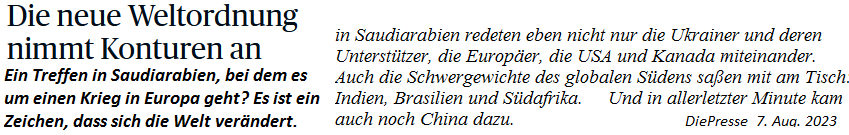 Die neue Weltordnung
nimmt Konturen an
Ein Treffen in Saudiarabien, bei dem es
um einen Krieg in Europa geht? Es ist ein
Zeichen, dass sich die Welt verändert.
in Saudiarabien redeten eben nicht nur die Ukrainer und deren
Unterstützer, die Europäer, die USA und Kanada miteinander.
Auch die Schwergewichte des globalen Südens saßen mit am Tisch.
Indien, Brasilien und Südafrika. Und in allerletzter Minute kam
auch noch China dazu. DiePresse 7. Aug. 2023